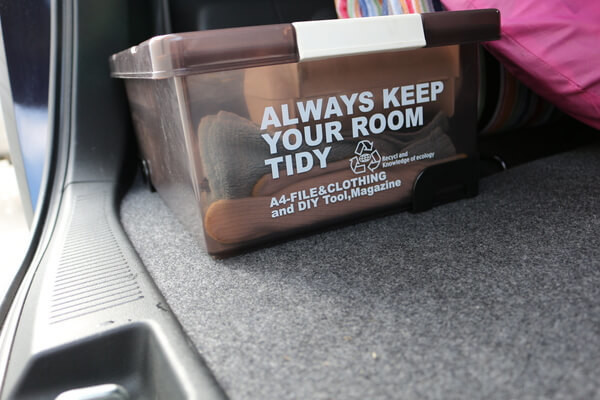 ALWAYS KEEP
YOUR ROOM
TIDY
Recycl and
Knowledge of ecology
A4-FILE&CLOTHING
and DIY Tool,Magazine